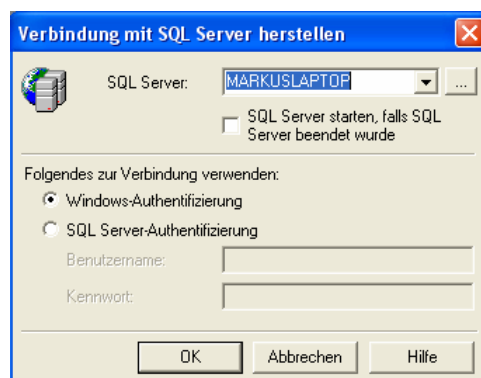 Verbindung mit SQL Server herstellen
SQL Server:
MARKUSLAPTOP
...
SQL Server starten, falls SQL
Server beendet wurde
Folgendes zur Verbindung verwenden:
Windows-Authentifizierung
SQL Server-Authentifizierung
Benutzername:
Kennwort:
OK Abbrechen Hilfe